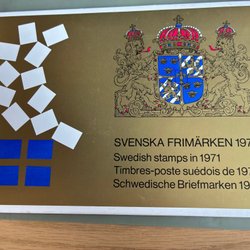 SVENSKA FRIMÄRKEN 197
Swedish stamps in 1971
Timbres-poste suédois de 197
Schwedische Briefmarken 19